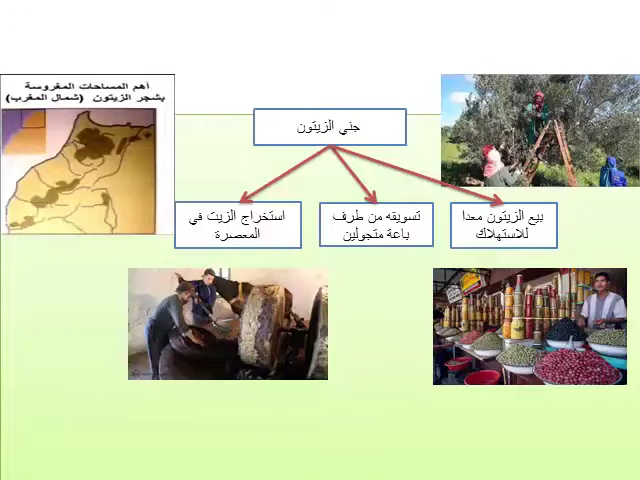 أهم المساحات المغروسة
بشجر الزيتون (شمال المغرب)
جني الزيتون
بيع الزيتون معدا
للاستهلاك
تسويقه من طرف
باعة متجولين
استخراج الزيت في
المعصرة